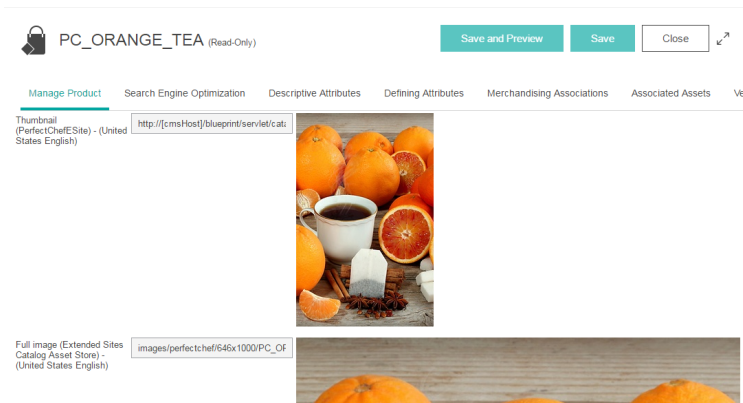 PC_ORANGE_TEA (Read-Only)
Save and Preview
Save
Close
Manage Product
Search Engine Optimization
Descriptive Attributes
Defining Attributes
Merchandising Associations
Associated Assets
Ve
Thumbnail
(PerfectChefESite) - (United
States English)
http://[cmsHost]/blueprint/servlet/cata
Full image (Extended Sites
Catalog Asset Store) -
(United States English)
images/perfectchef/646x1000/PC_OF